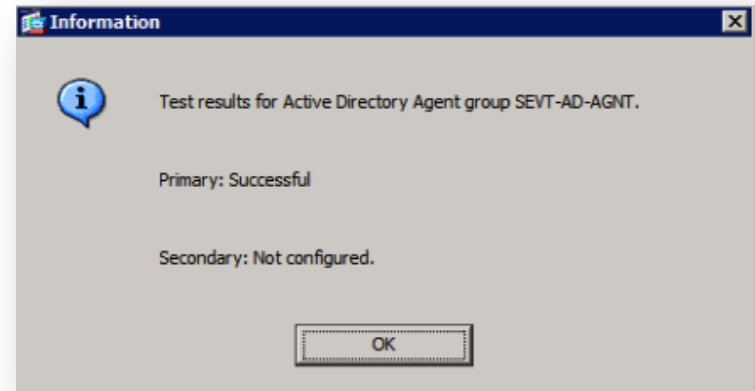 Information
Test results for Active Directory Agent group SEVT-AD-AGNT.
Primary: Successful
Secondary: Not configured.
OK